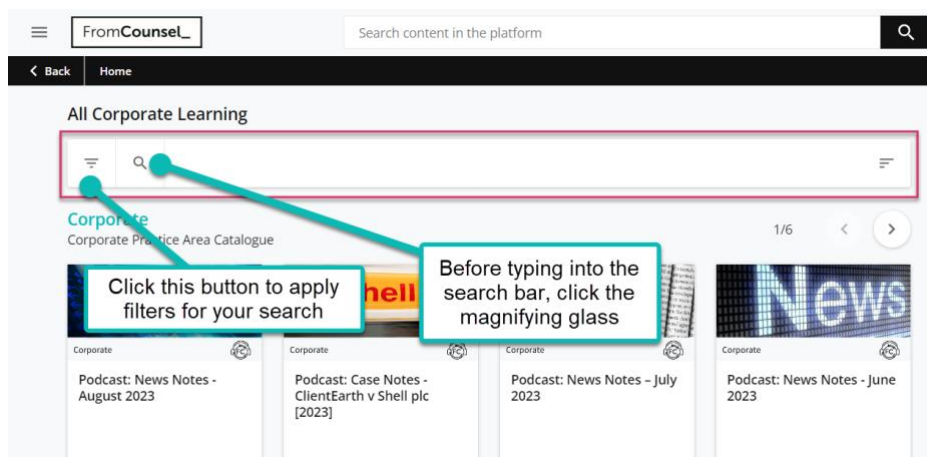 FromCounsel_
Search content in the platform
Back
Home
All Corporate Learning
Corporate
Corporate Practice Area Catalogue
1/6
Click this button to apply
filters for your search
Before typing into the
search bar, click the
magnifying glass
hell
News
Corporate
Corporate
Corporate
Corporate
Podcast: News Notes -
August 2023
Podcast: Case Notes -
ClientEarth v Shell plc
[2023]
Podcast: News Notes – July
2023
Podcast: News Notes - June
2023